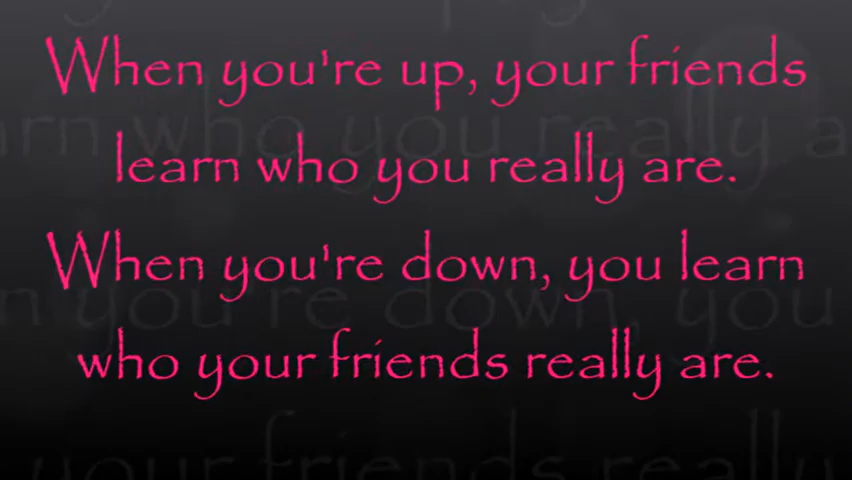 When you're up, your friends
learn who you really are.
When you're down, you learn
who your friends really are.